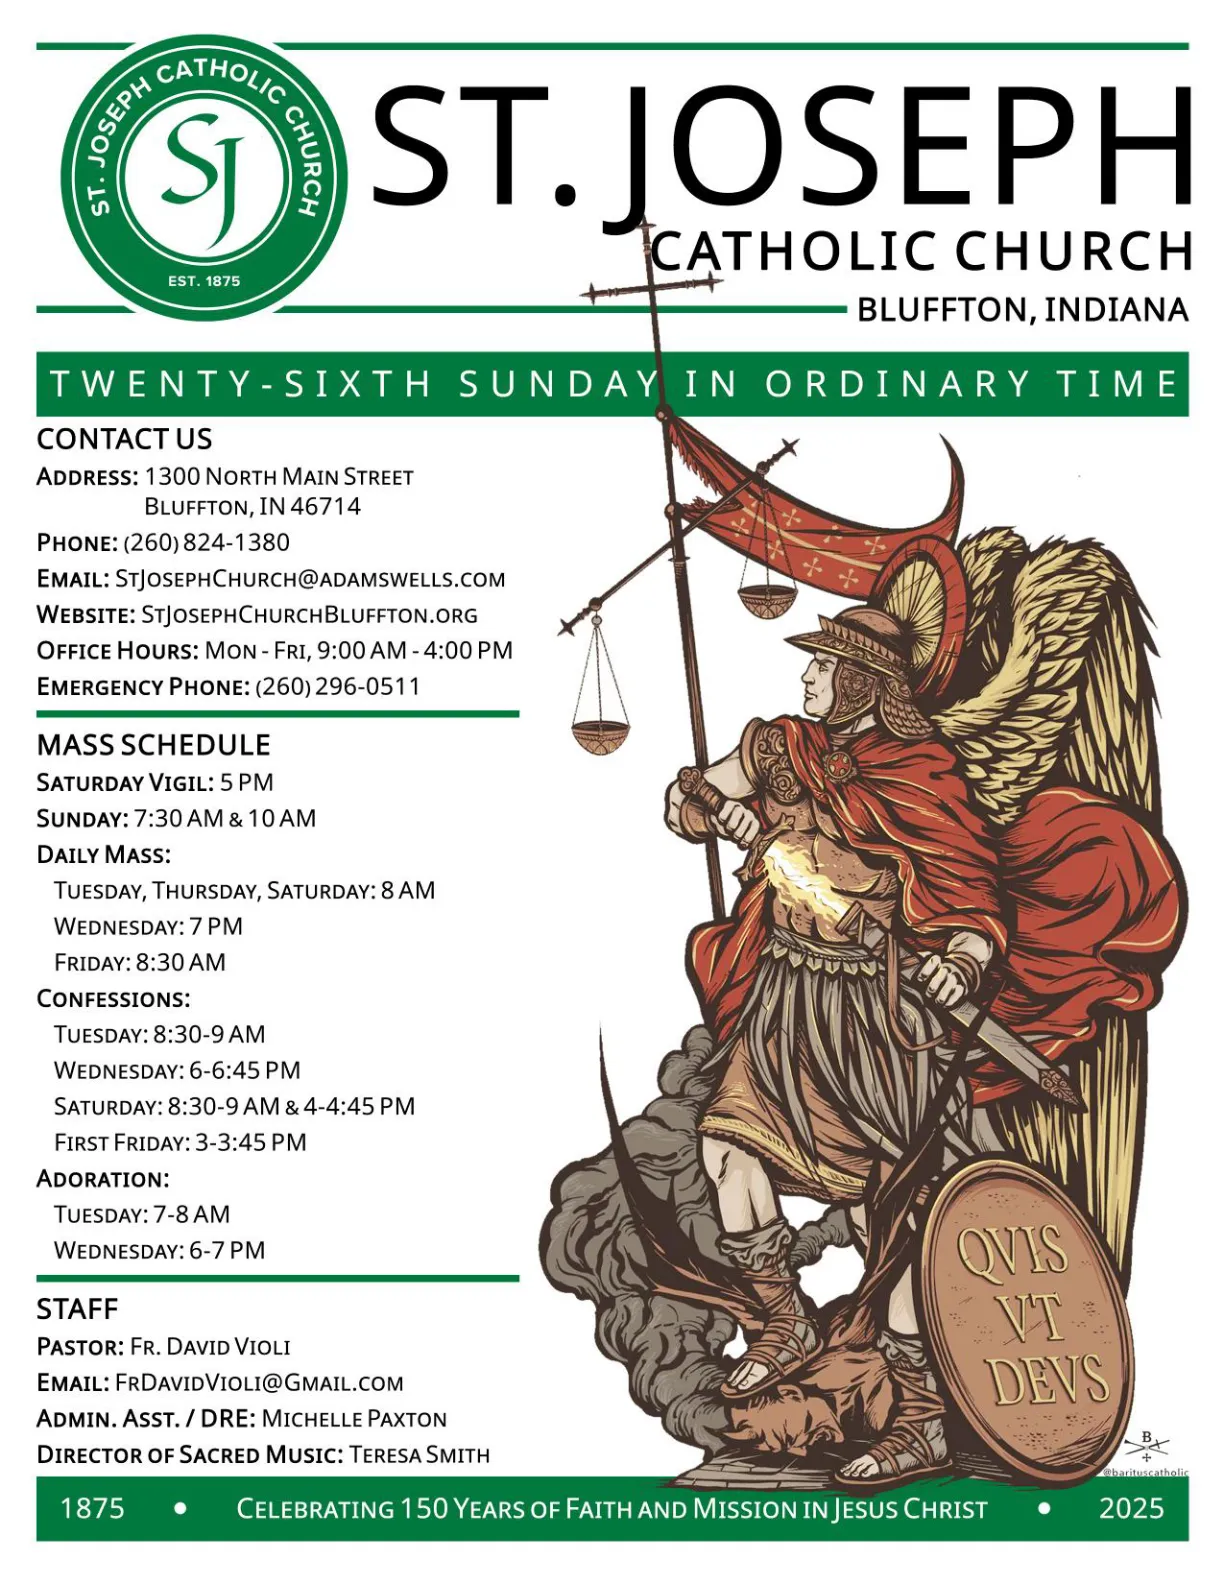 ST. JOSEPH CATHOLIC CHURCH
SJ
EST. 1875
ST. JOSEPH
CATHOLIC CHURCH
BLUFFTON, INDIANA
TWENTY-SIXTH SUNDAY IN ORDINARY TIME
CONTACT US
ADDRESS: 1300 NORTH MAIN STREET
BLUFFTON, IN 46714
PHONE: (260) 824-1380
EMAIL: STJOSEPHCHURCH@ADAMSWELLS.COM
WEBSITE: STJOSEPHCHURCHBLUFFTON.ORG
OFFICE HOURS: MON - FRI, 9:00 AM - 4:00 PM
EMERGENCY PHONE: (260) 296-0511
MASS SCHEDULE
SATURDAY VIGIL: 5 PM
SUNDAY: 7:30 AM & 10 AM
DAILY MASS:
TUESDAY, THURSDAY, SATURDAY: 8 AM
WEDNESDAY: 7 PM
FRIDAY: 8:30 AM
CONFESSIONS:
TUESDAY: 8:30-9 AM
WEDNESDAY: 6-6:45 PM
SATURDAY: 8:30-9 AM & 4-4:45 PM
FIRST FRIDAY: 3-3:45 PM
ADORATION:
TUESDAY: 7-8 AM
WEDNESDAY: 6-7 PM
STAFF
PASTOR: FR. DAVID VIOLI
EMAIL: FRDAVIDVIOLI@GMAIL.COM
ADMIN. ASST. / DRE: MICHELLE PAXTON
DIRECTOR OF SACRED MUSIC: TERESA SMITH
QVIS
VT
DEVS
B
@barituscatholic
1875 • CELEBRATING 150 YEARS OF FAITH AND MISSION IN JESUS CHRIST • 2025